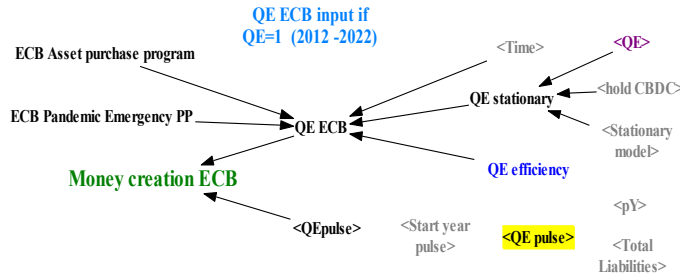 QE ECB input if
QE=1 (2012 -2022)
ECB Asset purchase program
<Time>
<QE>
<hold CBDC>
QE stationary
ECB Pandemic Emergency PP
QE ECB
<Stationary
model>
Money creation ECB
QE efficiency
<QEpulse>
<Start year
pulse>
<QE pulse>
<pY>
<Total
Liabilities>